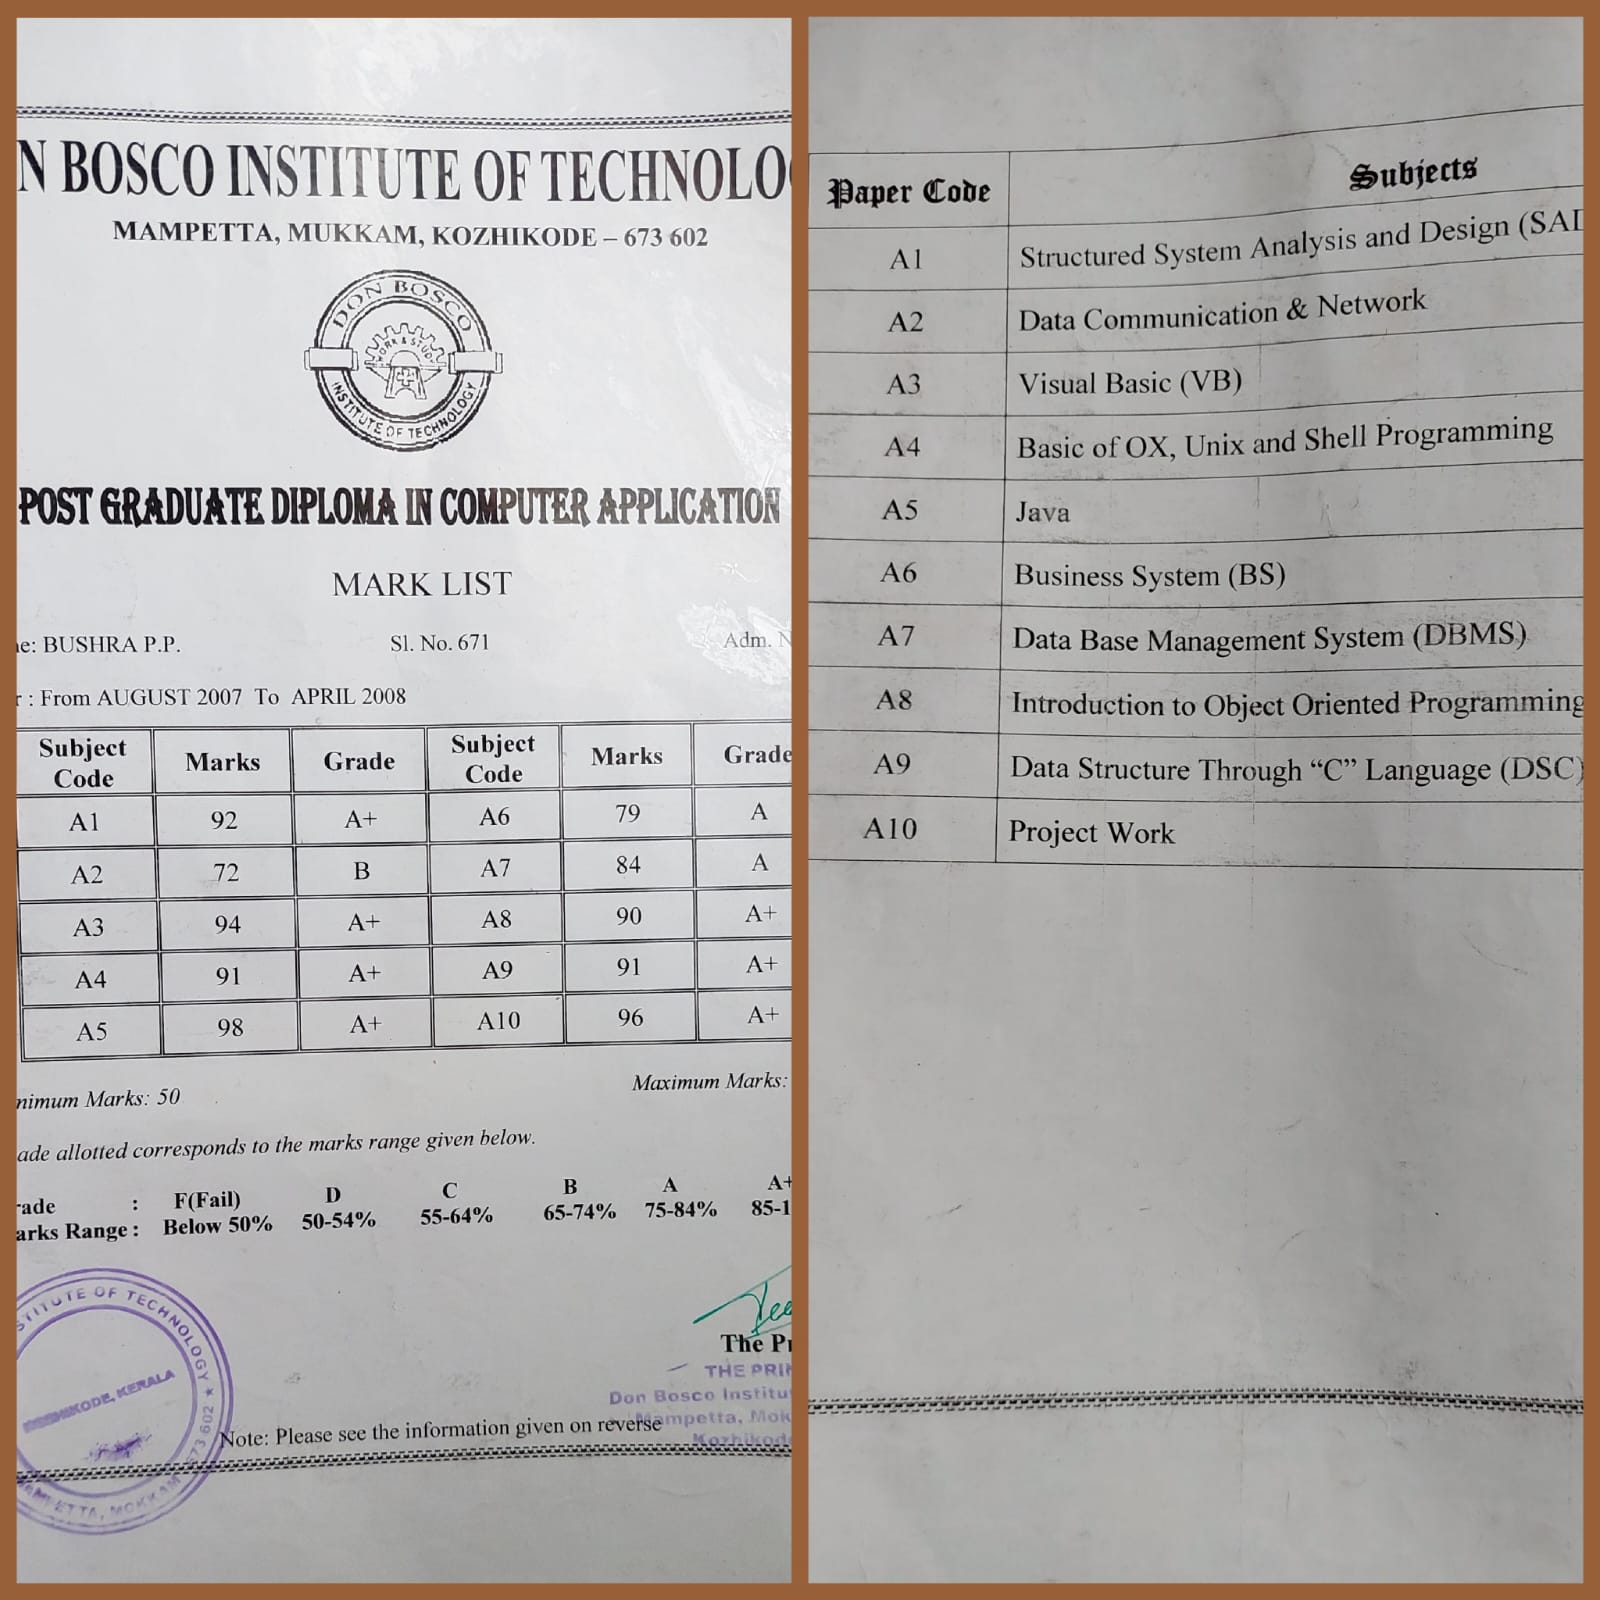 N BOSCO INSTITUTE OF TECHNOLO
MAMPETTA, MUKKAM, KOZHIKODE – 673 602
DON BOSCO
WORK & STUDY
INSTITUTE OF TECHNOLOGY
POST GRADUATE DIPLOMA IN COMPUTER APPLICATION
MARK LIST
e: BUSHRA P.P. Sl. No. 671 Adm. N
r : From AUGUST 2007 To APRIL 2008
Subject Code Marks Grade Subject Code Marks Grade
A1 92 A+ A6 79 A
A2 72 B A7 84 A
A3 94 A+ A8 90 A+
A4 91 A+ A9 91 A+
A5 98 A+ A10 96 A+
nimum Marks: 50 Maximum Marks:
ade allotted corresponds to the marks range given below.
ade : F(Fail) D C B A A+
arks Range : Below 50% 50-54% 55-64% 65-74% 75-84% 85-1
The Pr
THE PRIN
Don Bosco Institu
Mampetta, Mok
Kozhikod
STITUTE OF TECHNOLOGY ★
KOZHIKODE, KERALA
MAMPETTA, MOKKAM 673 602
Note: Please see the information given on reverse
Paper Code Subjects
A1 Structured System Analysis and Design (SAD
A2 Data Communication & Network
A3 Visual Basic (VB)
A4 Basic of OX, Unix and Shell Programming
A5 Java
A6 Business System (BS)
A7 Data Base Management System (DBMS)
A8 Introduction to Object Oriented Programming
A9 Data Structure Through “C” Language (DSC)
A10 Project Work